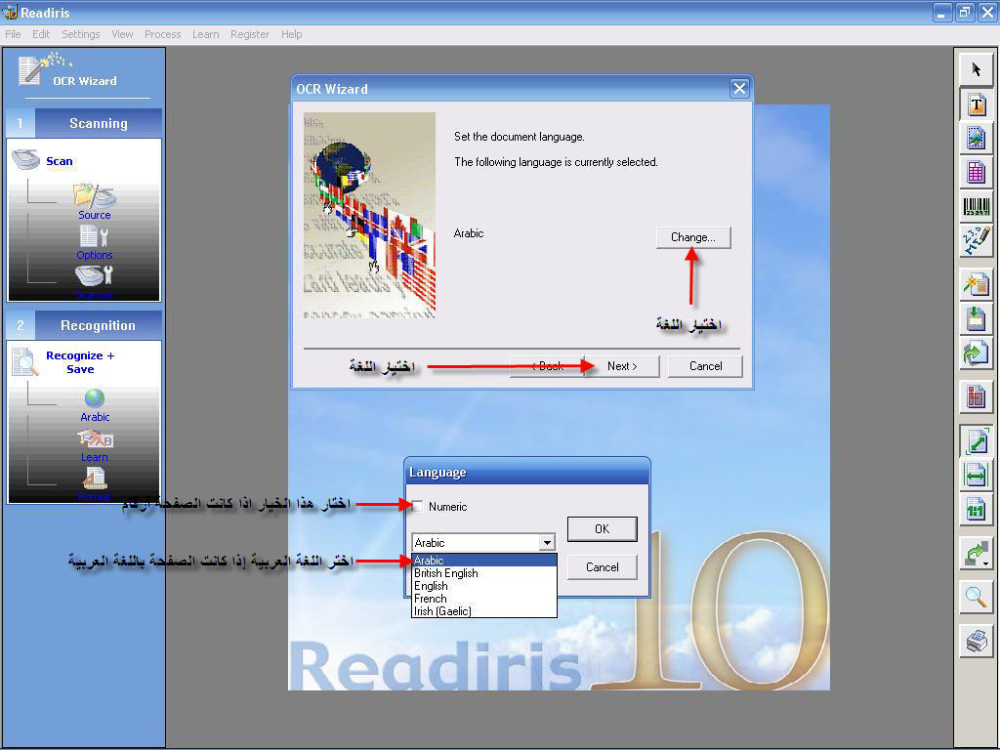 Readiris
File Edit Settings View Process Learn Register Help
OCR Wizard
1 Scanning
Scan
Source
Options
Scanner
2 Recognition
Recognize +
Save
Arabic
Learn
Format
OCR Wizard
Set the document language.
The following language is currently selected.
Arabic
Change...
اختيار اللغة
اختيار اللغة
< Back
Next >
Cancel
Language
اختار هذا الخيار اذا كانت الصفحة أرقام
Numeric
OK
Arabic
اختر اللغة العربية إذا كانت الصفحة باللغة العربية
Arabic
Cancel
British English
English
French
Irish (Gaelic)
Readiris 10
T
1:1